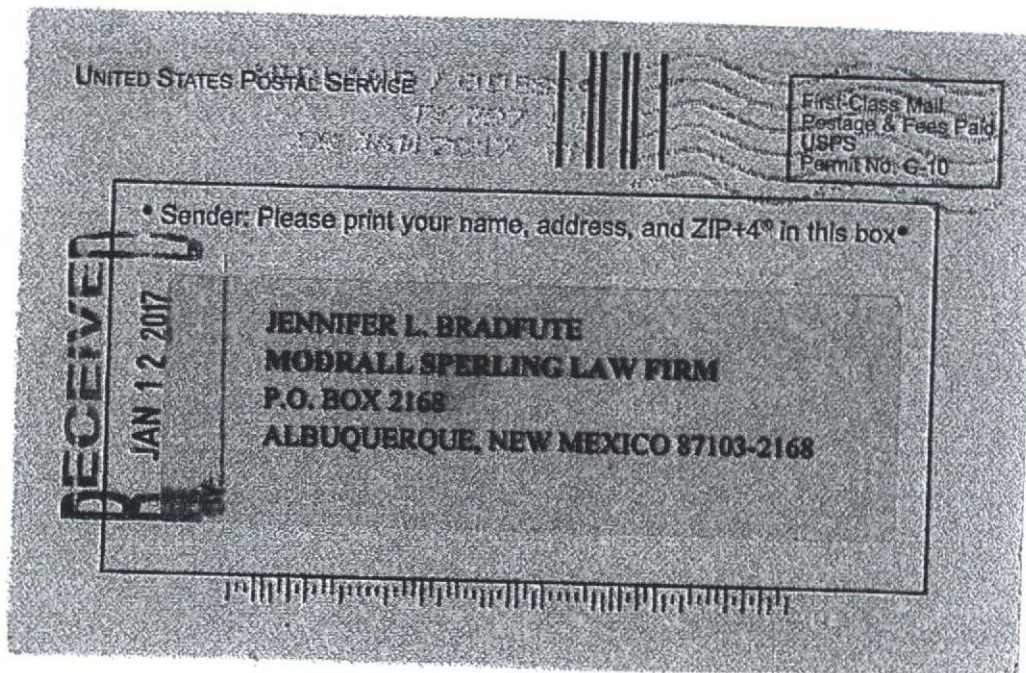 UNITED STATES POSTAL SERVICE
First-Class Mail
Postage & Fees Paid
USPS
Permit No. G-10
• Sender: Please print your name, address, and ZIP+4® in this box•
RECEIVED
JAN 12 2017
BY:
JENNIFER L. BRADFUTE
MODRALL SPERLING LAW FIRM
P.O. BOX 2168
ALBUQUERQUE, NEW MEXICO 87103-2168